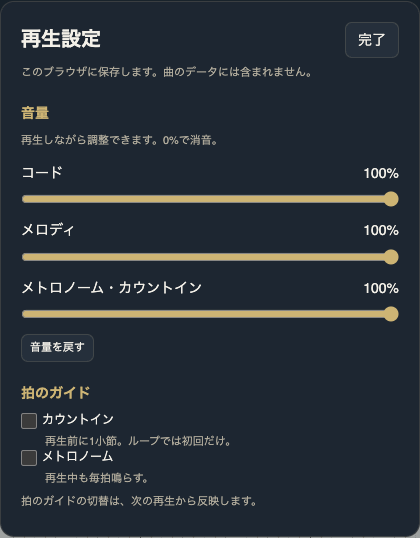 再生設定
完了
このブラウザに保存します。曲のデータには含まれません。
音量
再生しながら調整できます。0%で消音。
コード 100%
メロディ 100%
メトロノーム・カウントイン 100%
音量を戻す
拍のガイド
カウントイン
再生前に1小節。ループでは初回だけ。
メトロノーム
再生中も毎拍鳴らす。
拍のガイドの切替は、次の再生から反映します。